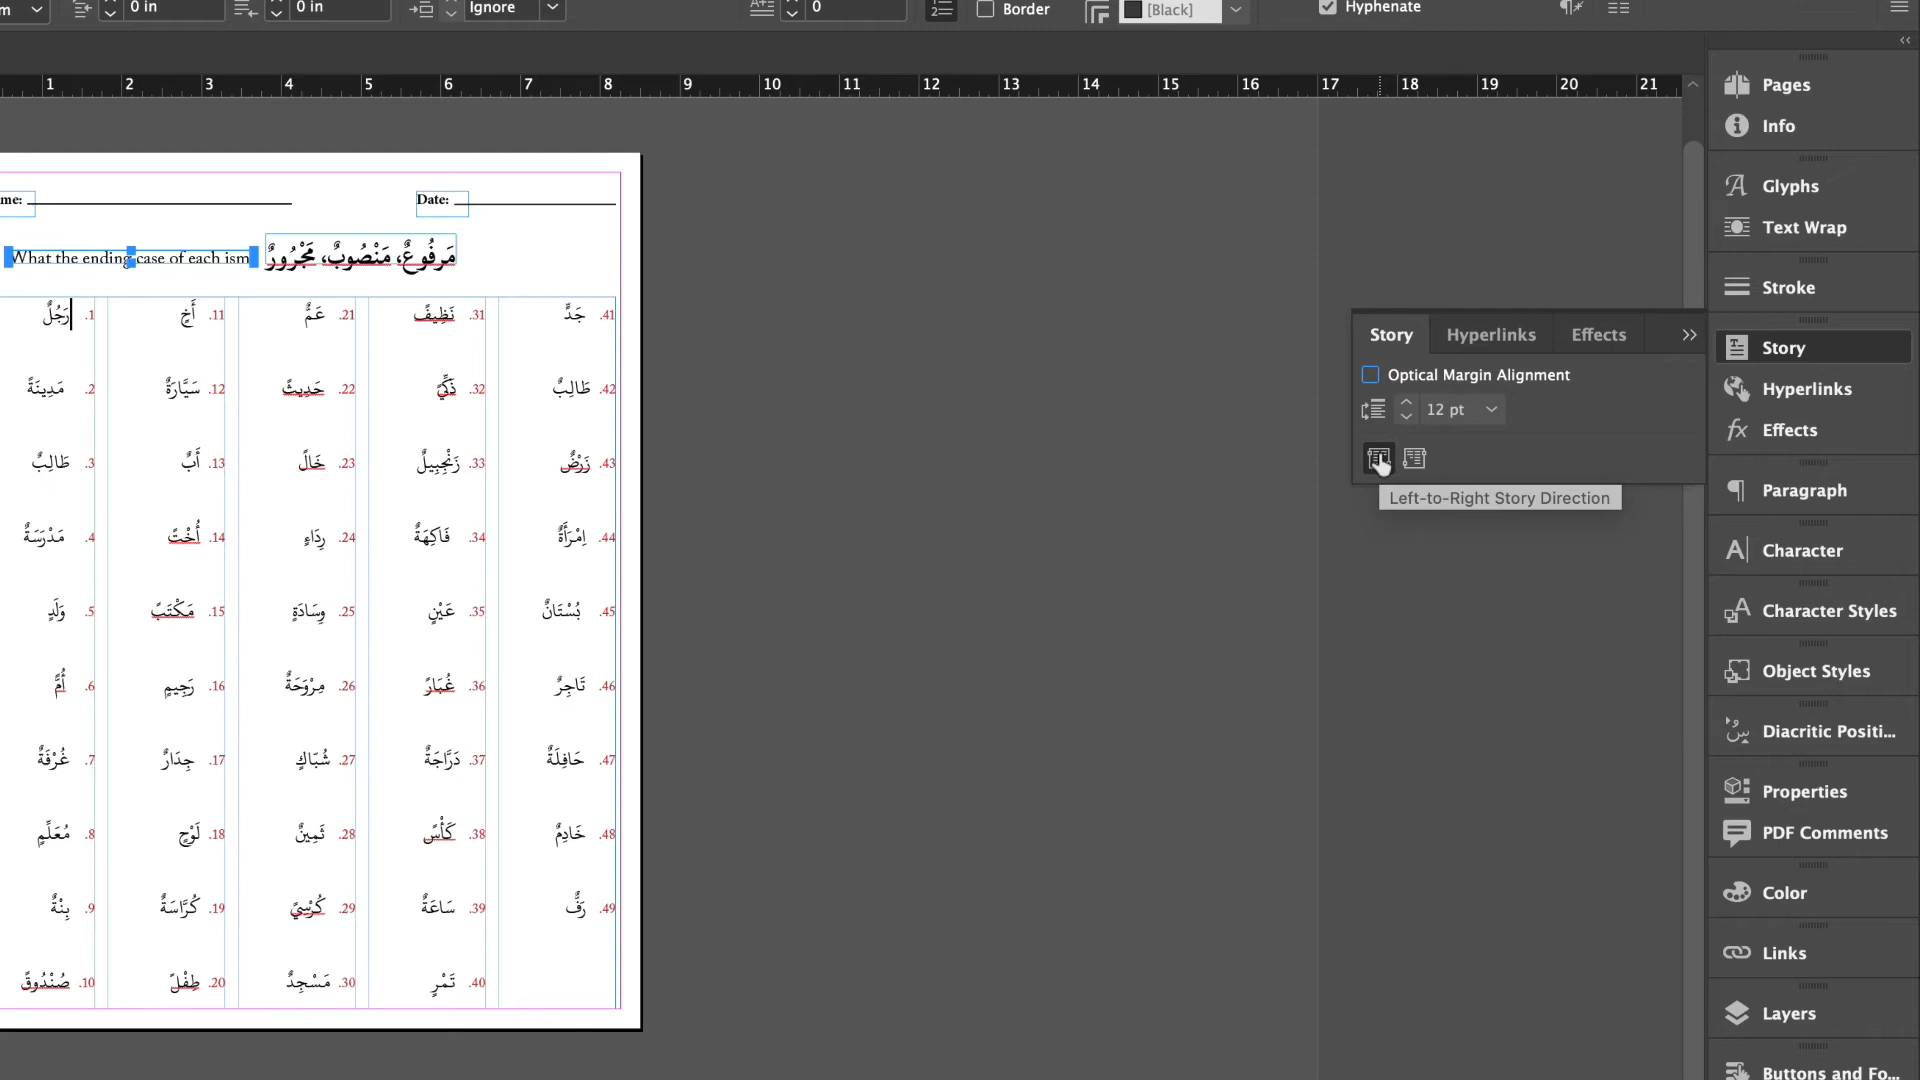 m 0 in 0 in Ignore 0 Border [Black] Hyphenate
1 2 3 4 5 6 7 8 9 10 11 12 13 14 15 16 17 18 19 20 21
me: Date:
What the ending case of each ism مَرفُوعٌ، مَنْصُوبٌ، مَجْرُورٌ
1. رَجُلٌ 11. أَخٍ 21. عَمٌّ 31. نَظِيفًَ 41. جَدٍّ
2. مَدِينَةً 12. سَيَّارَةٌ 22. حَدِيثً 32. ذَكِّيً 42. طَالِبٌ
3. طَالِبٌ 13. أَبٌ 23. خَالً 33. زَنْجَبِيلٌ 43. زَرْضٌ
4. مَدْرَسَةٌ 14. أُخْتً 24. رِدَاءٍ 34. فَاكِهَةٌ 44. اِمْرَأَةٌ
5. وَلَدٍ 15. مَكْتَبً 25. وِسَادَةٍ 35. عَيْنٍ 45. بُسْتَانٌ
6. أُمًّ 16. رَحِيمٍ 26. مِرْوَحَةٌ 36. غُبَارً 46. تَاجِرٌ
7. غُرْفَةٌ 17. جِدَارٌ 27. شُبّاكٍ 37. دَرَّاجَةٌ 47. حَافِلَةٌ
8. مُعَلِّمٍ 18. لَوْحٍ 28. ثَمِينٌ 38. كَأْسً 48. خَادِمٌ
9. بِنْةٌ 19. كُرَّاسَةٌ 29. كُرْسِيً 39. سَاعَةٌ 49. رَفٌّ
10. صُنْدُوقً 20. طِفْلً 30. مَسْجِدٌ 40. تَمْرٍ
Story Hyperlinks Effects
Optical Margin Alignment
12 pt
Left-to-Right Story Direction
Pages
Info
Glyphs
Text Wrap
Stroke
Story
Hyperlinks
Effects
Paragraph
Character
Character Styles
Object Styles
Diacritic Positi...
Properties
PDF Comments
Color
Links
Layers
Buttons and Fo...